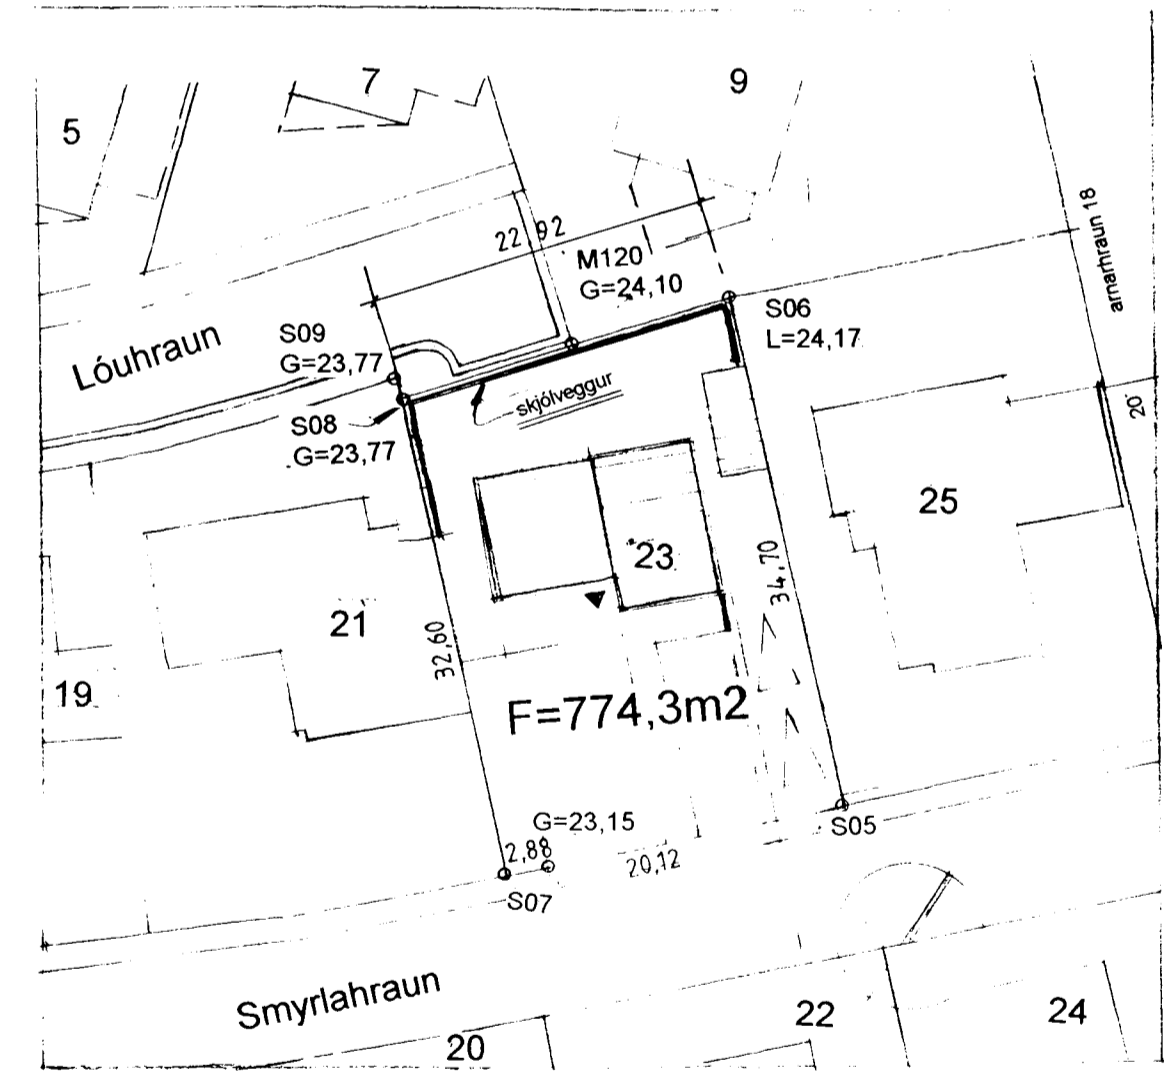 7
9
5
arnarhraun 18
22,92
M120
G=24,10
S06
L=24,17
Lóuhraun
S09
G=23,77
S08
G=23,77
skjólveggur
20
25
23
34,70
21
32,60
19
F=774,3m2
G=23,15
S05
2,88
20,12
S07
Smyrlahraun
22
24
20